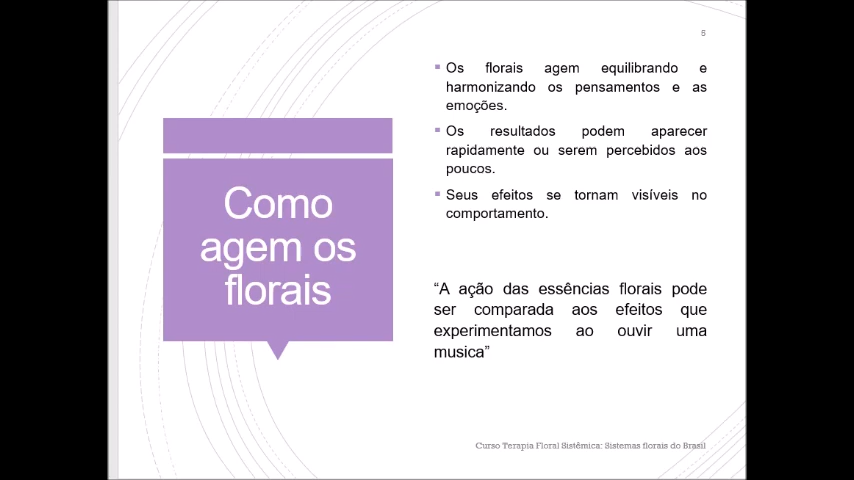 5
Como
agem os
florais
▪ Os florais agem equilibrando e
harmonizando os pensamentos e as
emoções.
▪ Os resultados podem aparecer
rapidamente ou serem percebidos aos
poucos.
▪ Seus efeitos se tornam visíveis no
comportamento.
“A ação das essências florais pode
ser comparada aos efeitos que
experimentamos ao ouvir uma
musica”
Curso Terapia Floral Sistêmica: Sistemas florais do Brasil